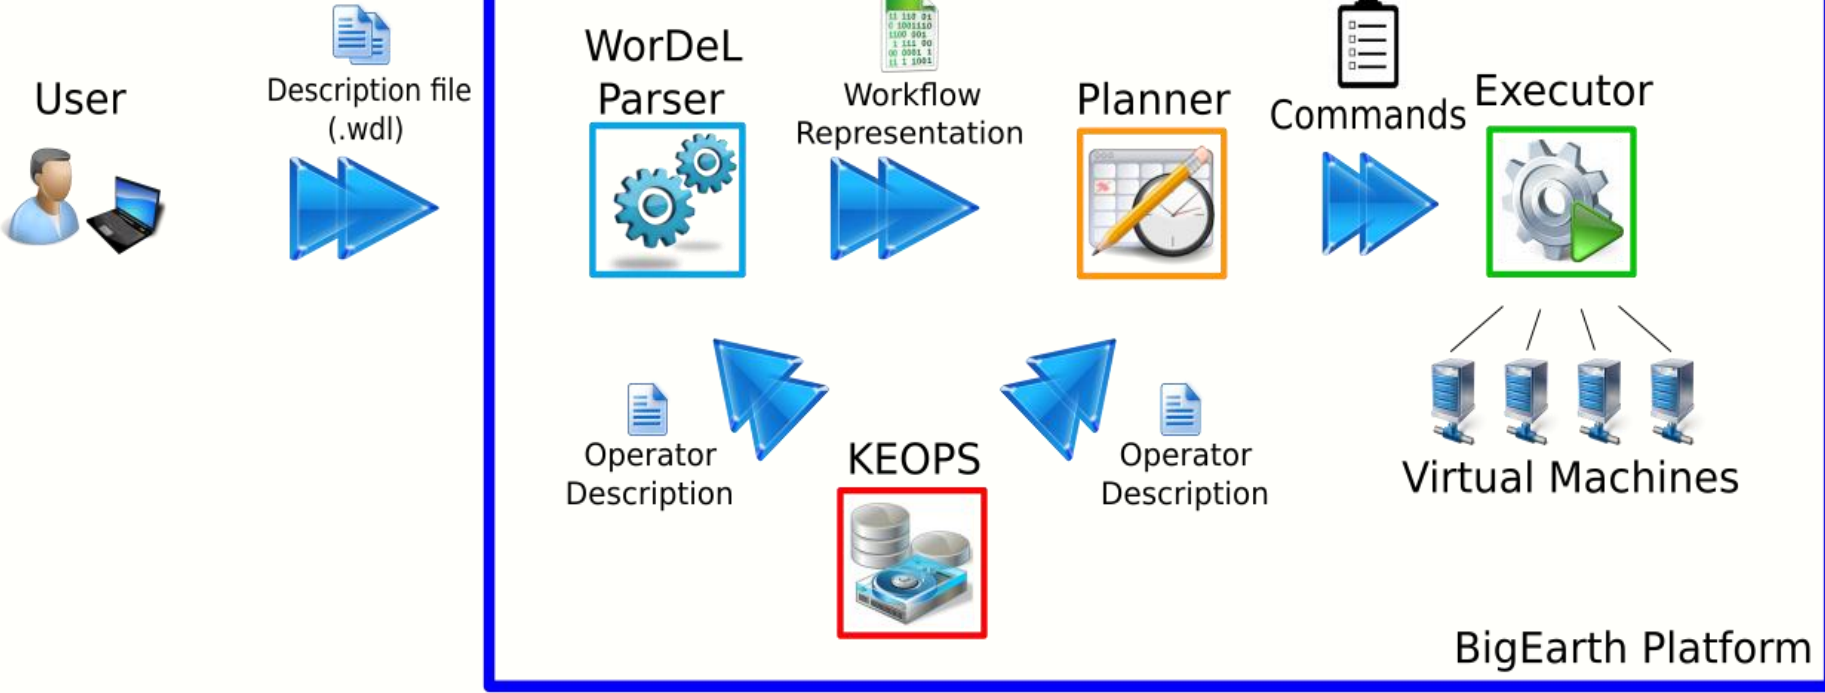 User
Description file
(.wdl)
WorDeL
Parser
Workflow
Representation
Planner
Commands
Executor
Operator
Description
KEOPS
Operator
Description
Virtual Machines
BigEarth Platform